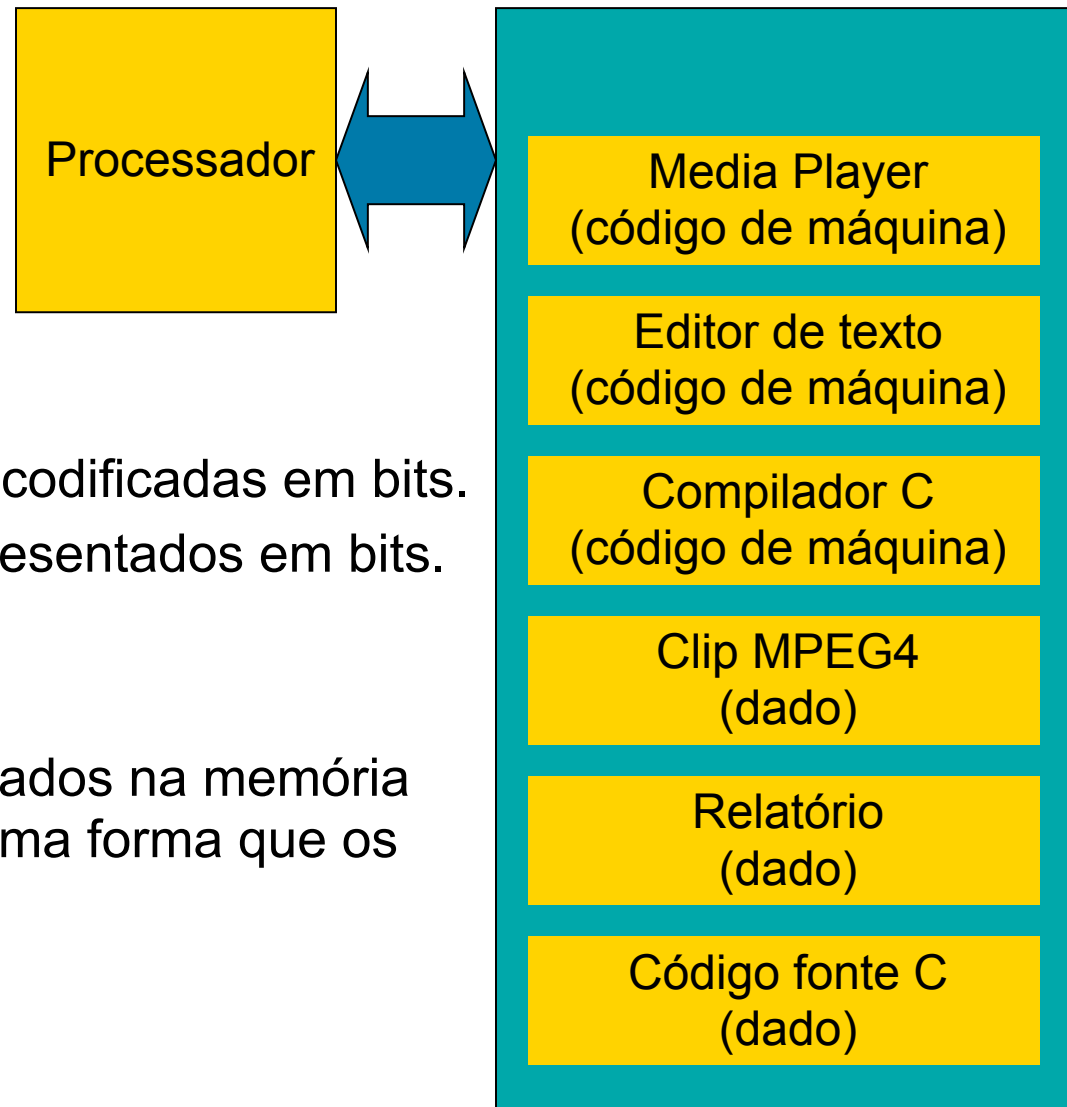 Processador
codificadas em bits.
esentados em bits.
ados na memória
ma forma que os
Media Player
(código de máquina)
Editor de texto
(código de máquina)
Compilador C
(código de máquina)
Clip MPEG4
(dado)
Relatório
(dado)
Código fonte C
(dado)